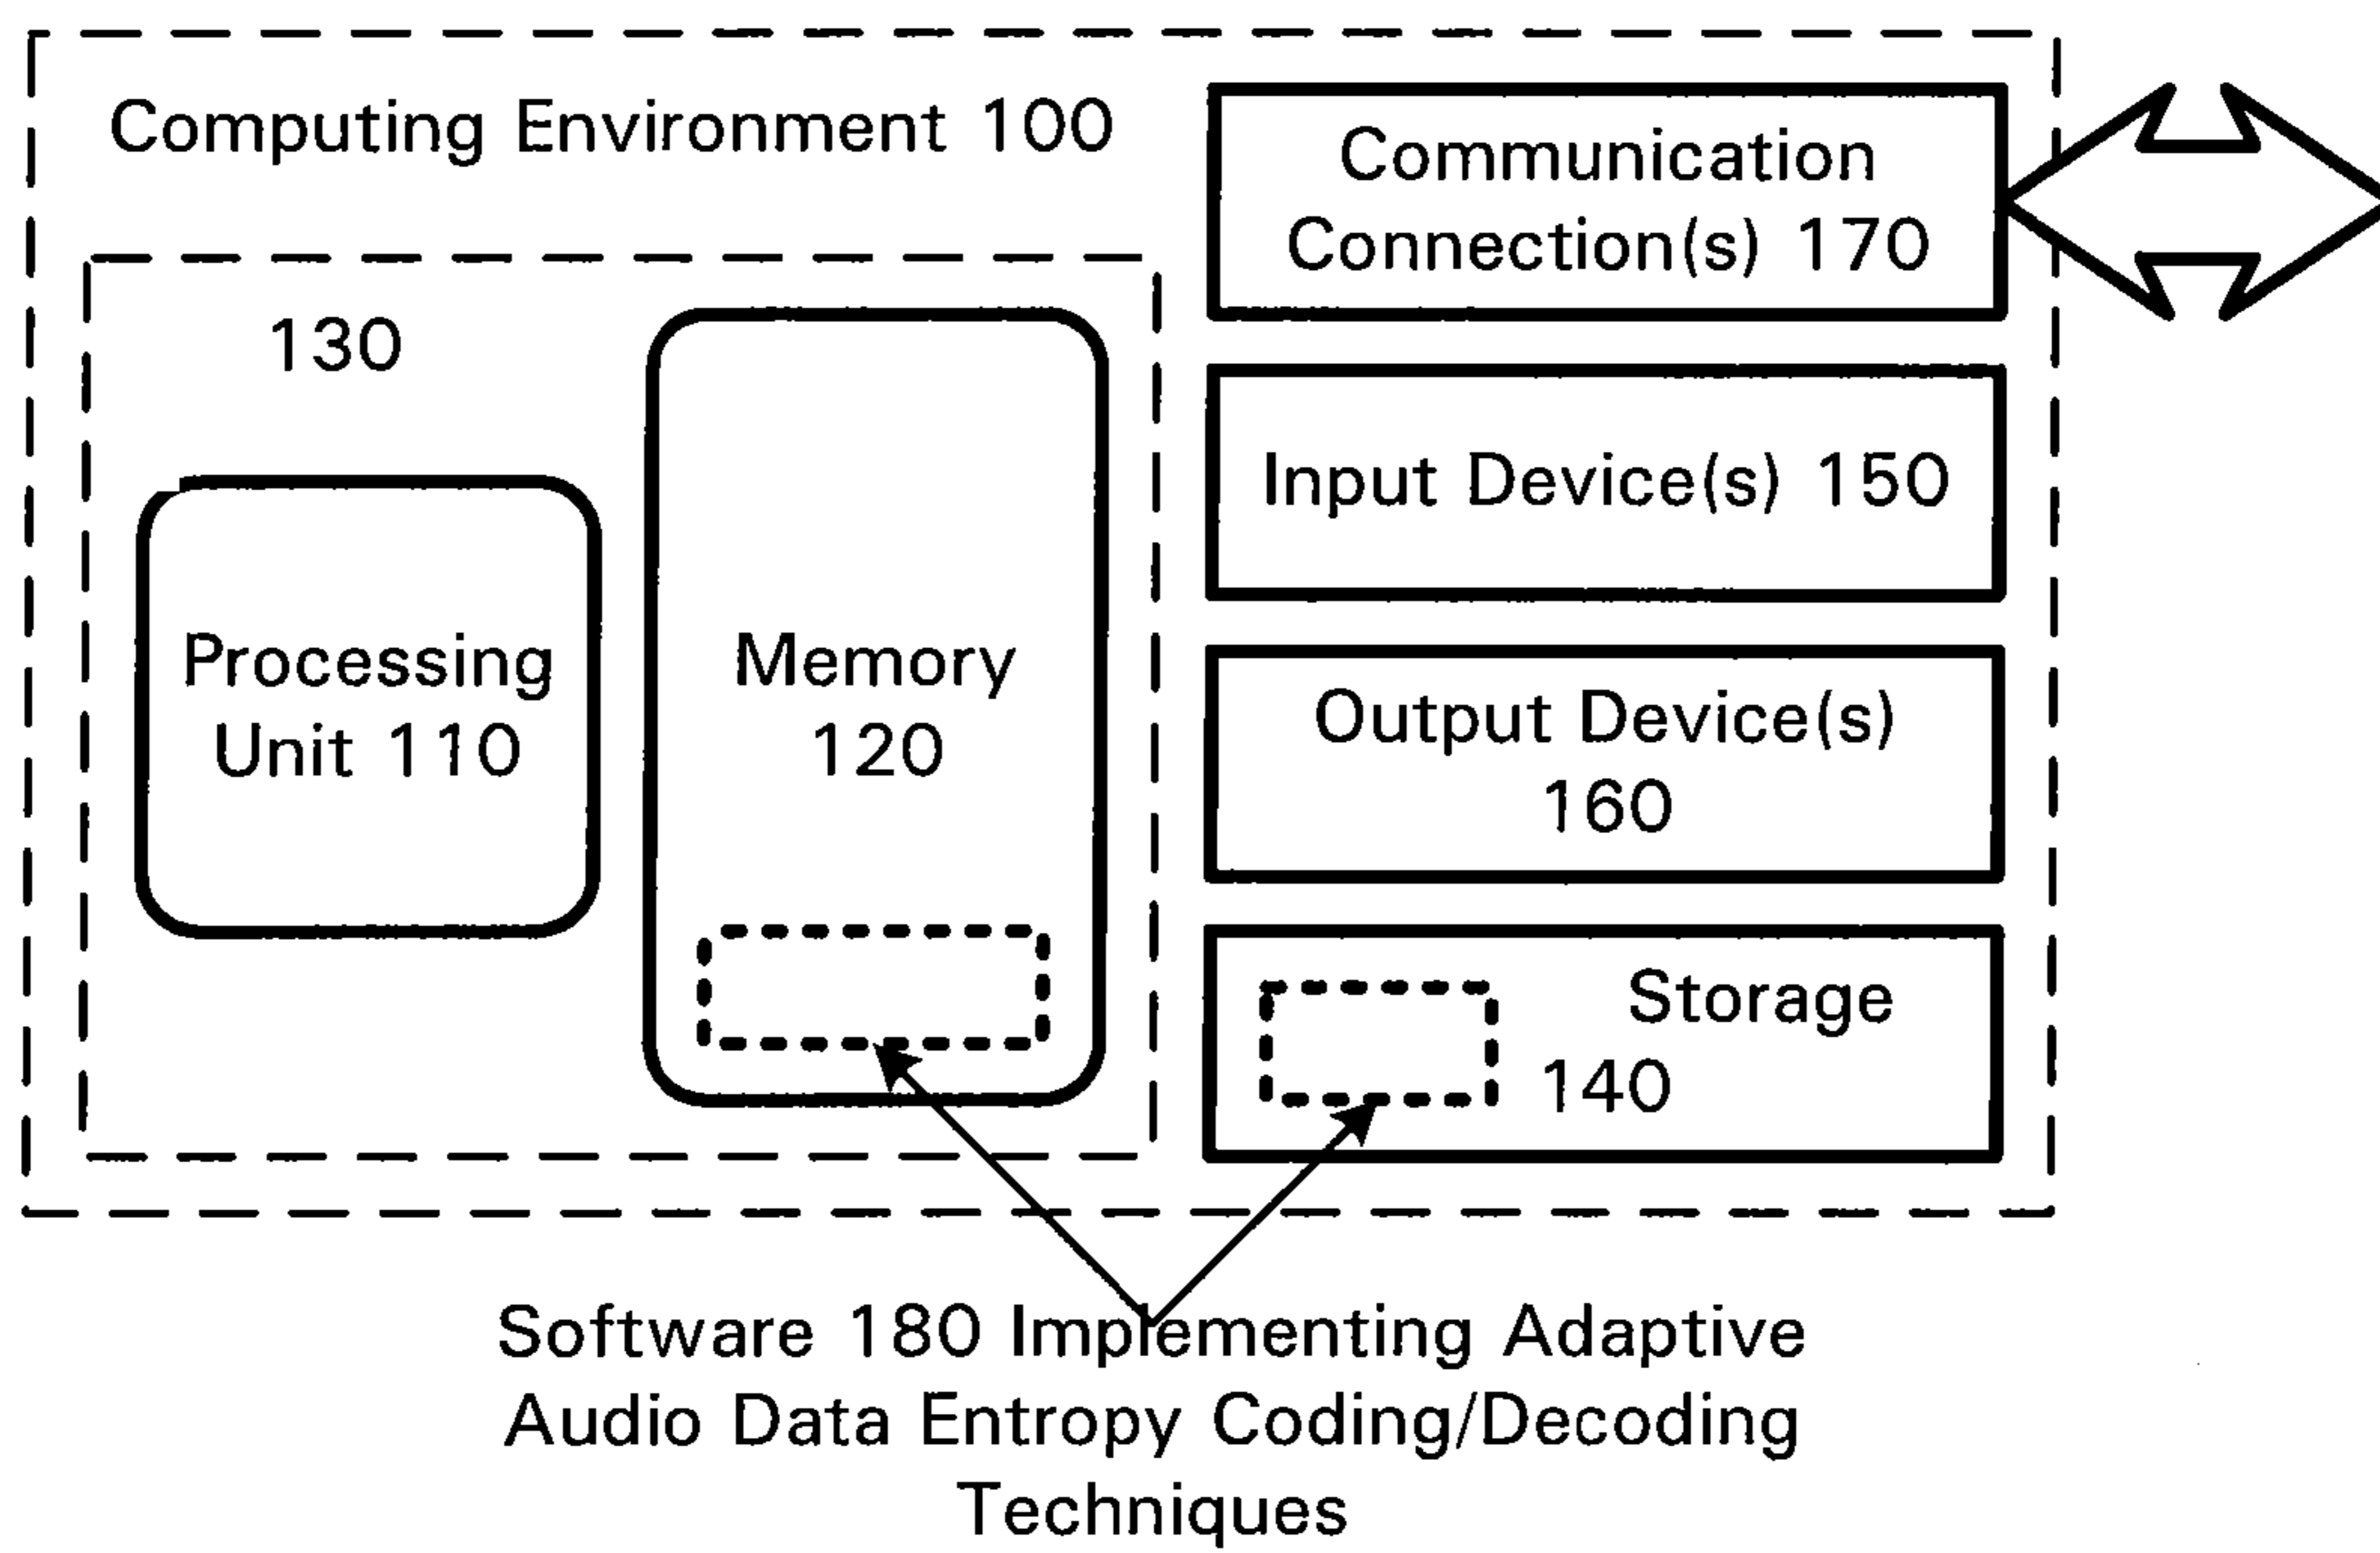 Computing Environment 100
Communication
Connection(s) 170
130
Input Device(s) 150
Processing
Unit 110
Memory
120
Output Device(s)
160
Storage
140
Software 180 Implementing Adaptive
Audio Data Entropy Coding/Decoding
Techniques